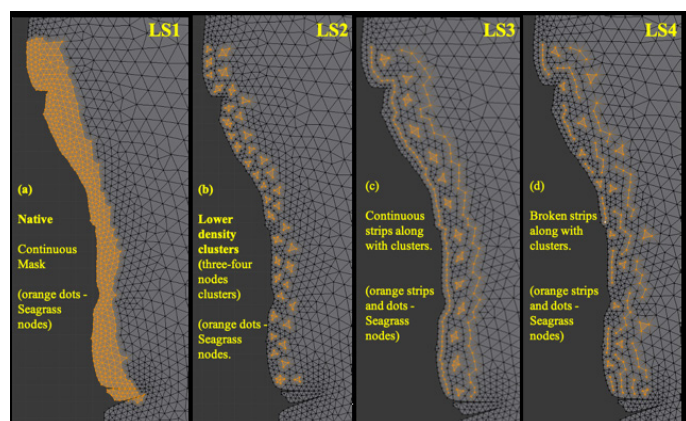 LS1
(a)
Native
Continuous
Mask
(orange dots -
Seagrass
nodes)
LS2
(b)
Lower
density
clusters
(three-four
nodes
clusters)
(orange dots -
Seagrass
nodes.
LS3
(c)
Continuous
strips along
with clusters.
(orange strips
and dots -
Seagrass
nodes)
LS4
(d)
Broken strips
along with
clusters.
(orange strips
and dots -
Seagrass
nodes)